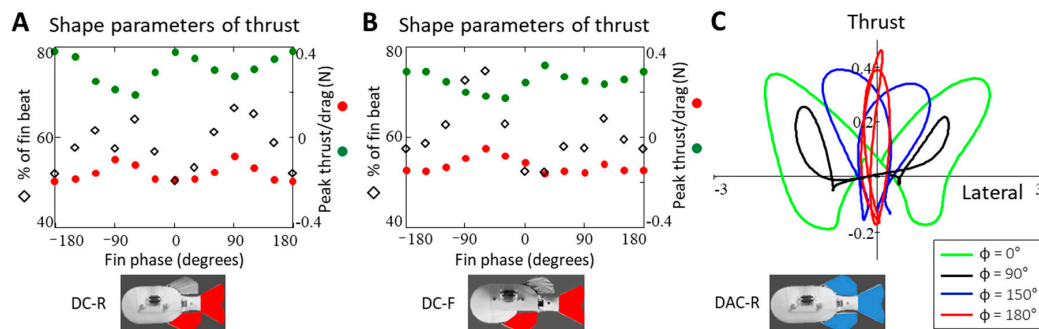 A Shape parameters of thrust
80
60
40
◇ % of fin beat
0.4
0
-0.4
Peak thrust/drag (N)
−180 -90 0 90 180
Fin phase (degrees)
DC-R
B Shape parameters of thrust
80
60
40
◇ % of fin beat
0.4
0
-0.4
Peak thrust/drag (N)
−180 -90 0 90 180
Fin phase (degrees)
DC-F
C Thrust
0.4
0.2
-0.2
-3
Lateral
3
DAC-R
ϕ = 0°
ϕ = 90°
ϕ = 150°
ϕ = 180°